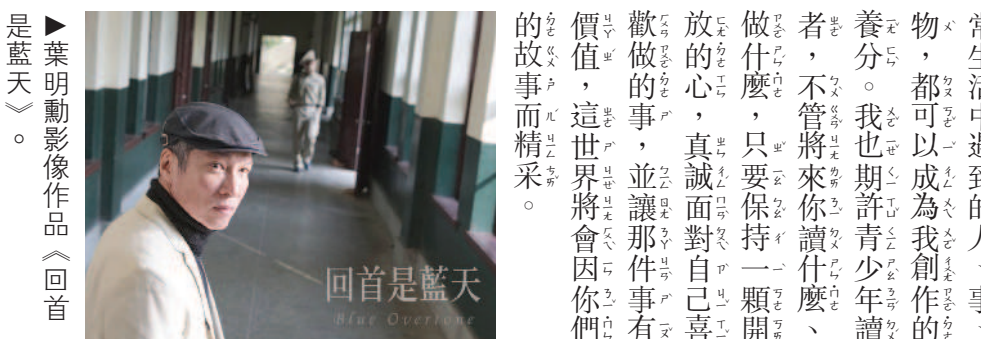 常生活中遇到的人、事、
物，都可以成為我創作的
養分。我也期許青少年讀
者，不管將來你讀什麼、
做什麼，只要保持一顆開
放的心，真誠面對自己喜
歡做的事，並讓那件事有
價值，這世界將會因你們
的故事而精采。
回首是藍天
Blue Overtone
▶葉明勳影像作品《回首
是藍天》。